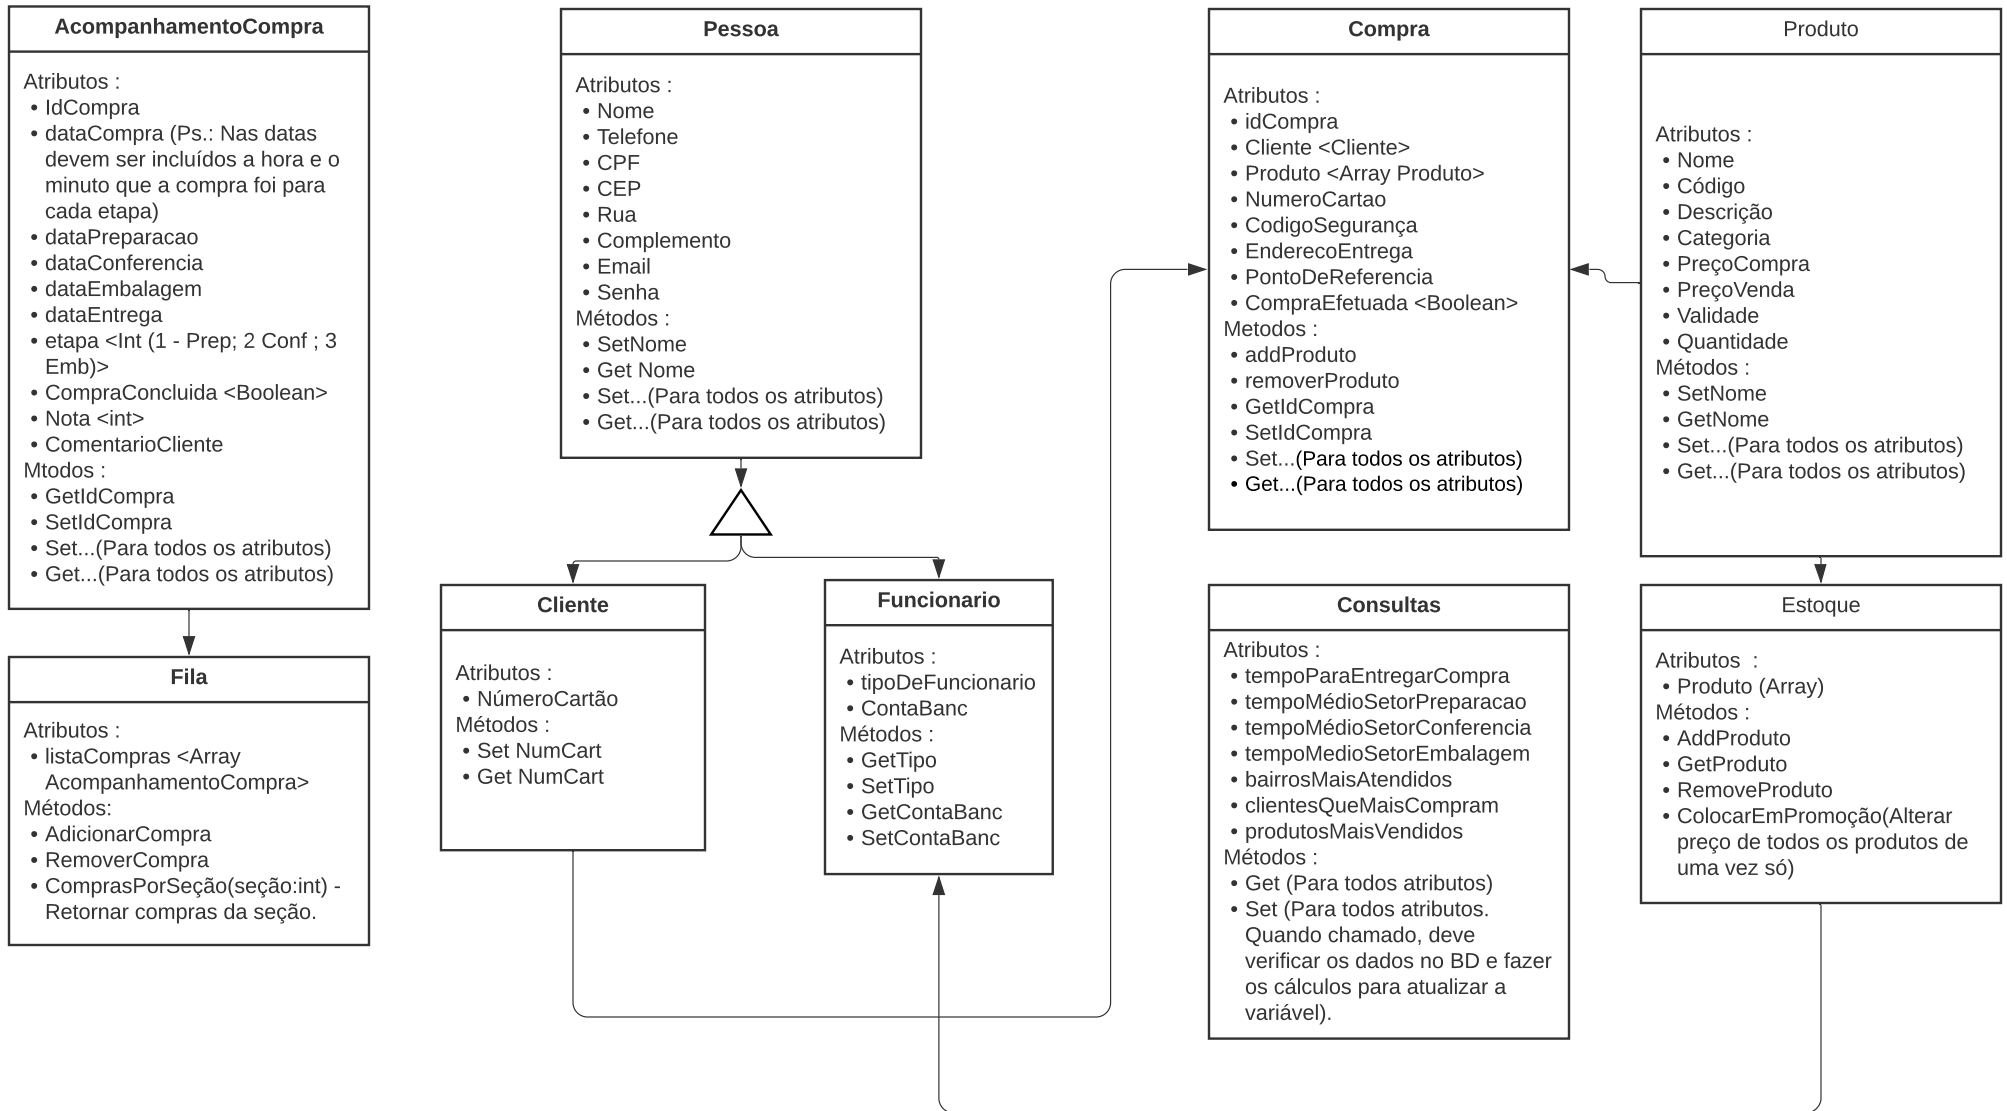 AcompanhamentoCompra
Atributos :
• IdCompra
• dataCompra (Ps.: Nas datas
devem ser incluídos a hora e o
minuto que a compra foi para
cada etapa)
• dataPreparacao
• dataConferencia
• dataEmbalagem
• dataEntrega
• etapa <Int (1 - Prep; 2 Conf ; 3
Emb)>
• CompraConcluida <Boolean>
• Nota <int>
• ComentarioCliente
Mtodos :
• GetIdCompra
• SetIdCompra
• Set...(Para todos os atributos)
• Get...(Para todos os atributos)
Fila
Atributos :
• listaCompras <Array
AcompanhamentoCompra>
Métodos:
• AdicionarCompra
• RemoverCompra
• ComprasPorSeção(seção:int) -
Retornar compras da seção.
Pessoa
Atributos :
• Nome
• Telefone
• CPF
• CEP
• Rua
• Complemento
• Email
• Senha
Métodos :
• SetNome
• Get Nome
• Set...(Para todos os atributos)
• Get...(Para todos os atributos)
Cliente
Atributos :
• NúmeroCartão
Métodos :
• Set NumCart
• Get NumCart
Funcionario
Atributos :
• tipoDeFuncionario
• ContaBanc
Métodos :
• GetTipo
• SetTipo
• GetContaBanc
• SetContaBanc
Compra
Atributos :
• idCompra
• Cliente <Cliente>
• Produto <Array Produto>
• NumeroCartao
• CodigoSegurança
• EnderecoEntrega
• PontoDeReferencia
• CompraEfetuada <Boolean>
Metodos :
• addProduto
• removerProduto
• GetIdCompra
• SetIdCompra
• Set...(Para todos os atributos)
• Get...(Para todos os atributos)
Consultas
Atributos :
• tempoParaEntregarCompra
• tempoMédioSetorPreparacao
• tempoMédioSetorConferencia
• tempoMedioSetorEmbalagem
• bairrosMaisAtendidos
• clientesQueMaisCompram
• produtosMaisVendidos
Métodos :
• Get (Para todos atributos)
• Set (Para todos atributos.
Quando chamado, deve
verificar os dados no BD e fazer
os cálculos para atualizar a
variável).
Produto
Atributos :
• Nome
• Código
• Descrição
• Categoria
• PreçoCompra
• PreçoVenda
• Validade
• Quantidade
Métodos :
• SetNome
• GetNome
• Set...(Para todos os atributos)
• Get...(Para todos os atributos)
Estoque
Atributos  :
• Produto (Array)
Métodos :
• AddProduto
• GetProduto
• RemoveProduto
• ColocarEmPromoção(Alterar
preço de todos os produtos de
uma vez só)